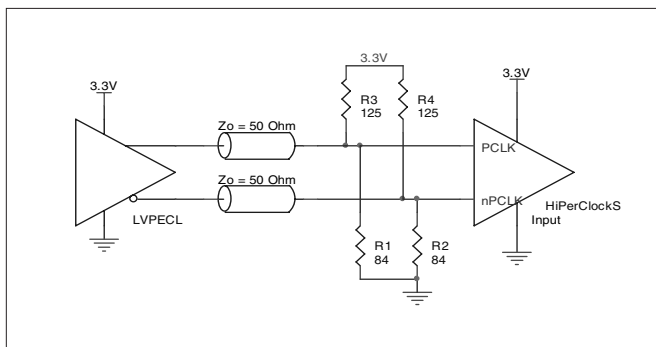 3.3V
3.3V
3.3V
R3
125
R4
125
Zo = 50 Ohm
PCLK
Zo = 50 Ohm
nPCLK
HiPerClockS
Input
LVPECL
R1
84
R2
84